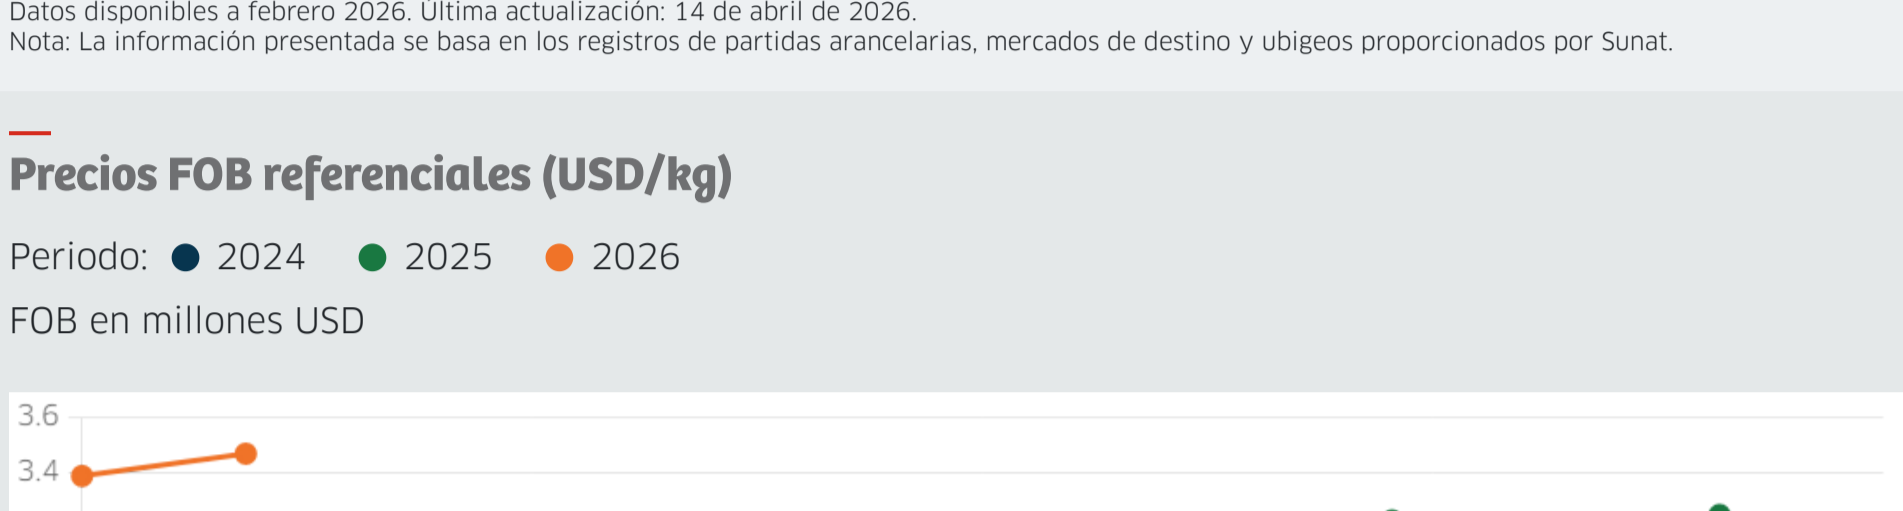 Datos disponibles a febrero 2026. Última actualización: 14 de abril de 2026.
Nota: La información presentada se basa en los registros de partidas arancelarias, mercados de destino y ubigeos proporcionados por Sunat.
Precios FOB referenciales (USD/kg)
Periodo: 2024 2025 2026
FOB en millones USD
3.6
3.4